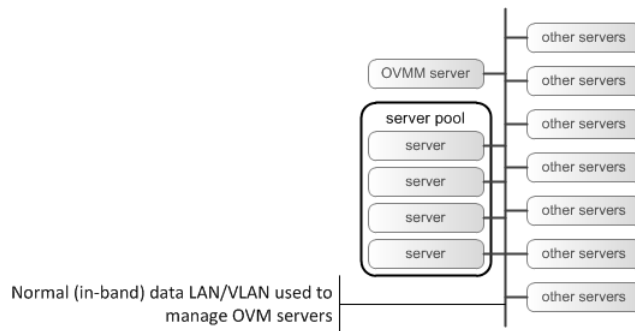 other servers
OVMM server
other servers
server pool
other servers
server
other servers
server
server
other servers
server
other servers
Normal (in-band) data LAN/VLAN used to
manage OVM servers
other servers